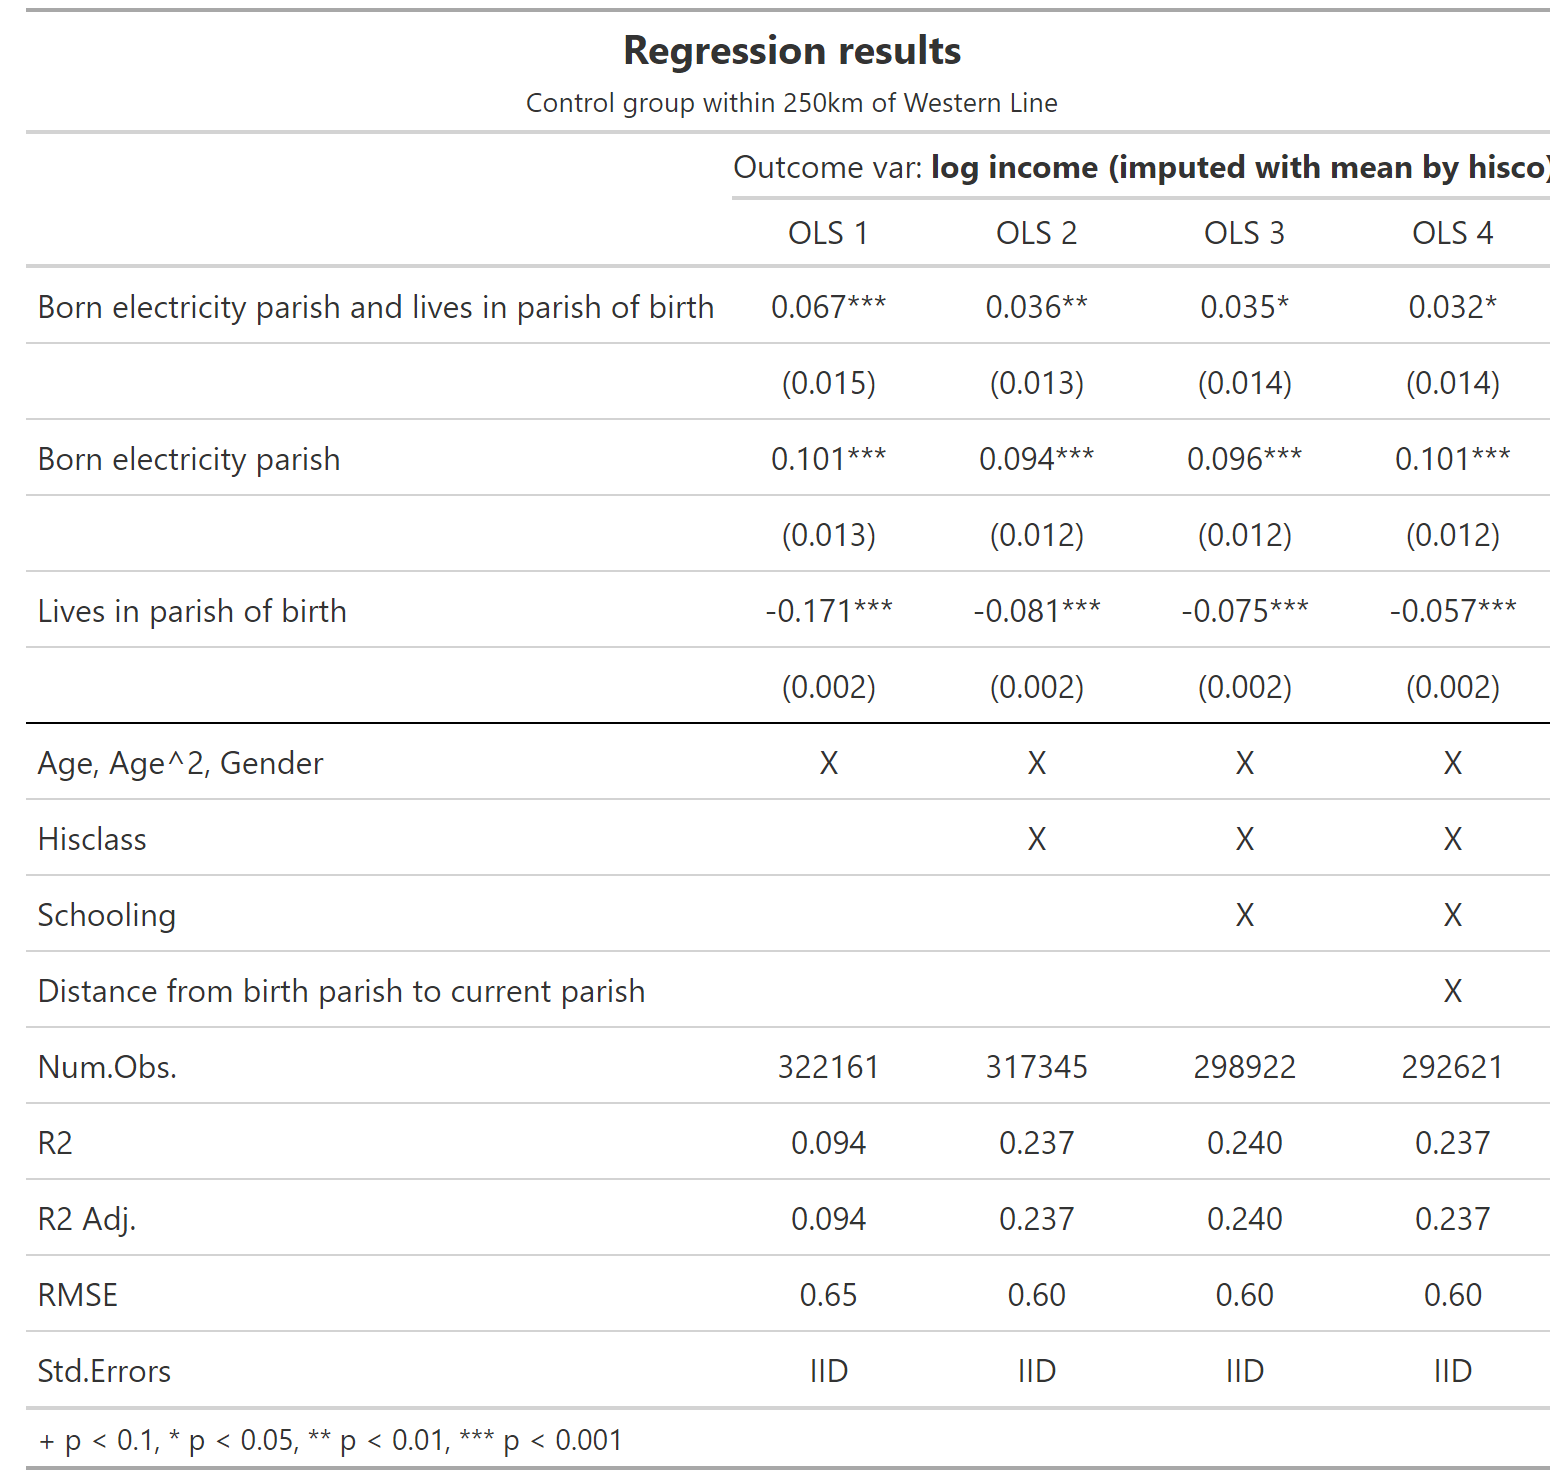 Regression results
Control group within 250km of Western Line
Outcome var: log income (imputed with mean by hisco)
OLS 1 OLS 2 OLS 3 OLS 4
Born electricity parish and lives in parish of birth 0.067*** 0.036** 0.035* 0.032*
(0.015) (0.013) (0.014) (0.014)
Born electricity parish 0.101*** 0.094*** 0.096*** 0.101***
(0.013) (0.012) (0.012) (0.012)
Lives in parish of birth -0.171*** -0.081*** -0.075*** -0.057***
(0.002) (0.002) (0.002) (0.002)
Age, Age^2, Gender X X X X
Hisclass X X X
Schooling X X
Distance from birth parish to current parish X
Num.Obs. 322161 317345 298922 292621
R2 0.094 0.237 0.240 0.237
R2 Adj. 0.094 0.237 0.240 0.237
RMSE 0.65 0.60 0.60 0.60
Std.Errors IID IID IID IID
+ p < 0.1, * p < 0.05, ** p < 0.01, *** p < 0.001